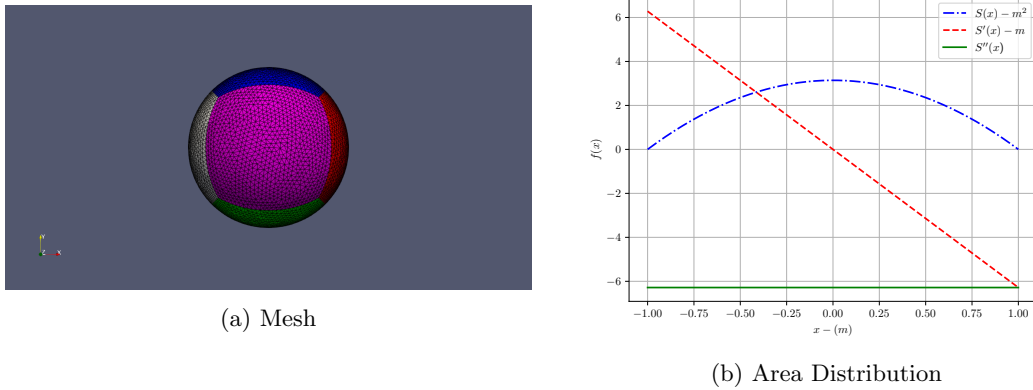 Y
Z
X
(a) Mesh
6
4
2
0
−2
−4
−6
f(x)
S(x) − m²
S′(x) − m
S′′(x)
−1.00 −0.75 −0.50 −0.25 0.00 0.25 0.50 0.75 1.00
x − (m)
(b) Area Distribution